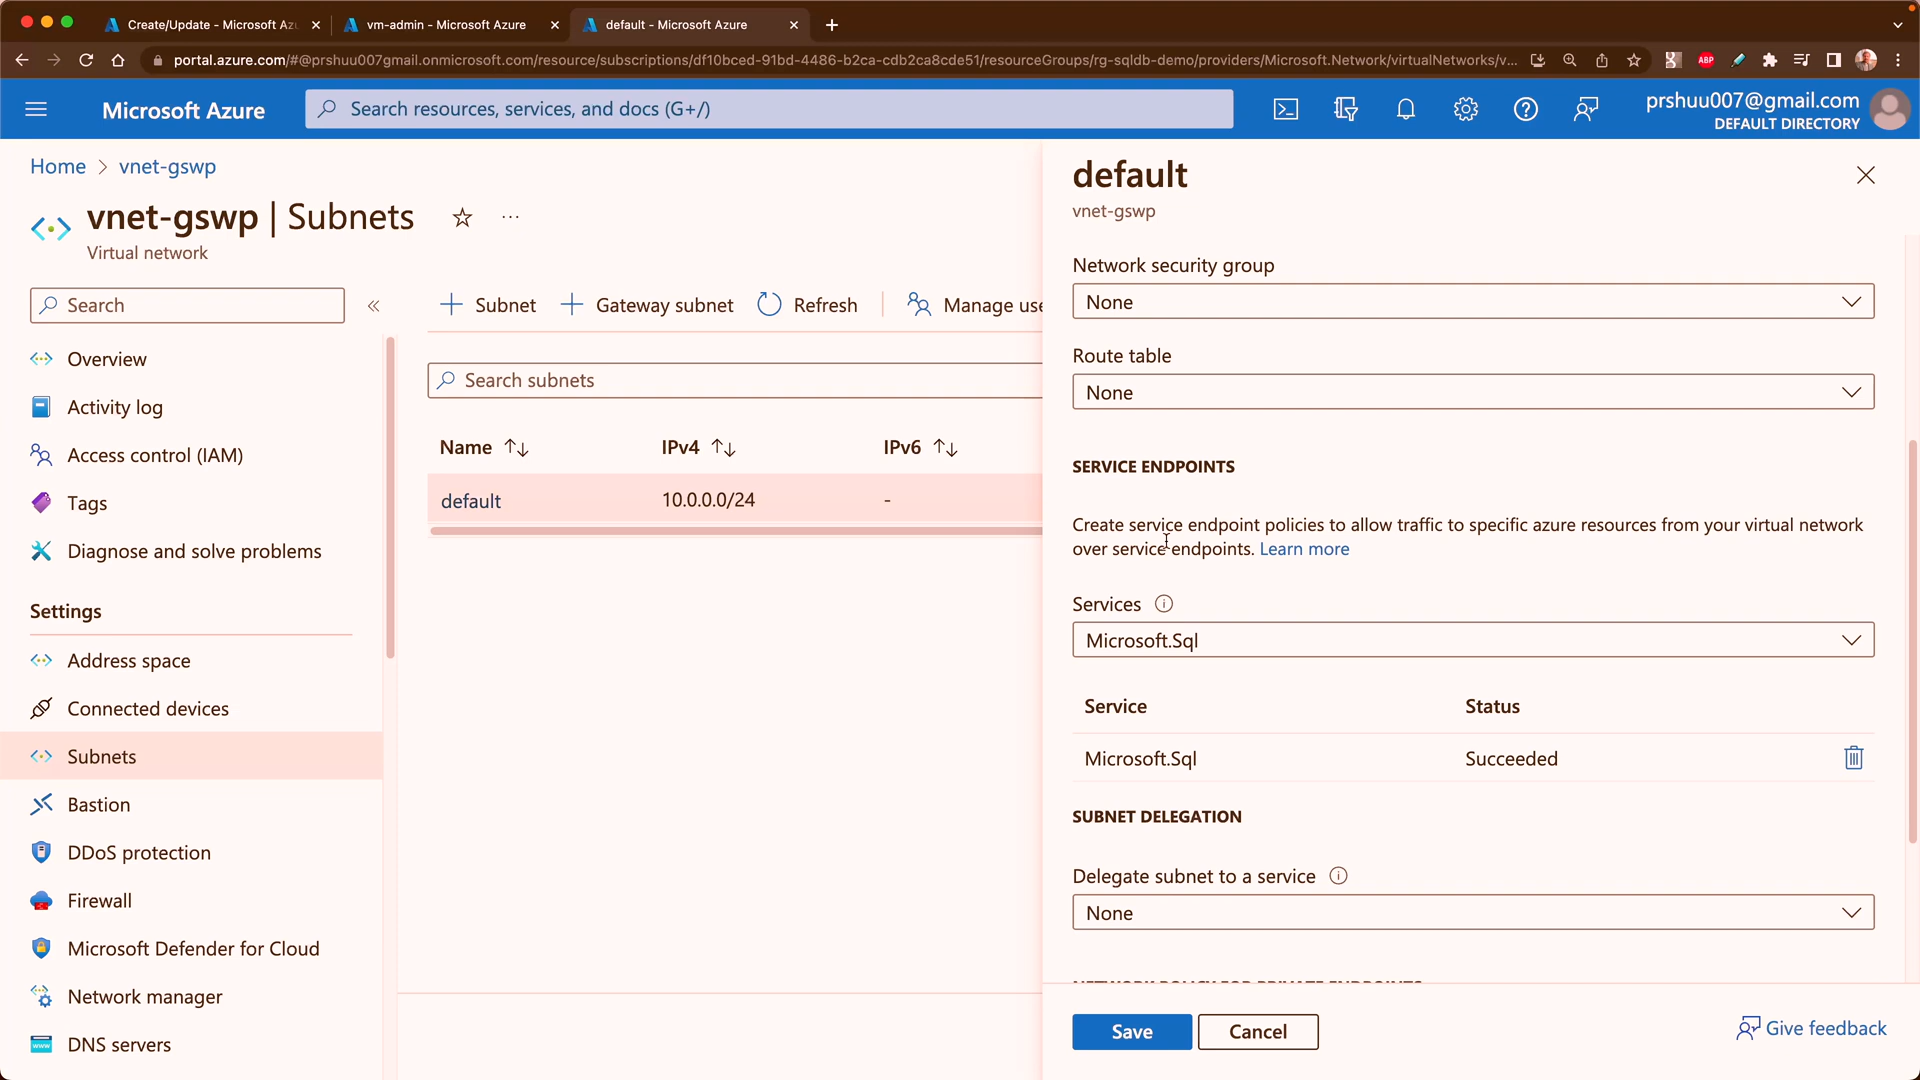 Create/Update - Microsoft Az
vm-admin - Microsoft Azure
default - Microsoft Azure
portal.azure.com/#@prshuu007gmail.onmicrosoft.com/resource/subscriptions/df10bced-91bd-4486-b2ca-cdb2ca8cde51/resourceGroups/rg-sqldb-demo/providers/Microsoft.Network/virtualNetworks/v...
ABP
Microsoft Azure
Search resources, services, and docs (G+/)
prshuu007@gmail.com
DEFAULT DIRECTORY
Home > vnet-gswp
vnet-gswp | Subnets
...
Virtual network
Search
Overview
Activity log
Access control (IAM)
Tags
Diagnose and solve problems
Settings
Address space
Connected devices
Subnets
Bastion
DDoS protection
Firewall
Microsoft Defender for Cloud
Network manager
DNS servers
Subnet
Gateway subnet
Refresh
Manage use
Search subnets
Name
IPv4
IPv6
default
10.0.0.0/24
-
default
vnet-gswp
Network security group
None
Route table
None
SERVICE ENDPOINTS
Create service endpoint policies to allow traffic to specific azure resources from your virtual network
over service endpoints. Learn more
Services
Microsoft.Sql
Service
Status
Microsoft.Sql
Succeeded
SUBNET DELEGATION
Delegate subnet to a service
None
NETWORK POLICY FOR PRIVATE ENDPOINTS
Save
Cancel
Give feedback